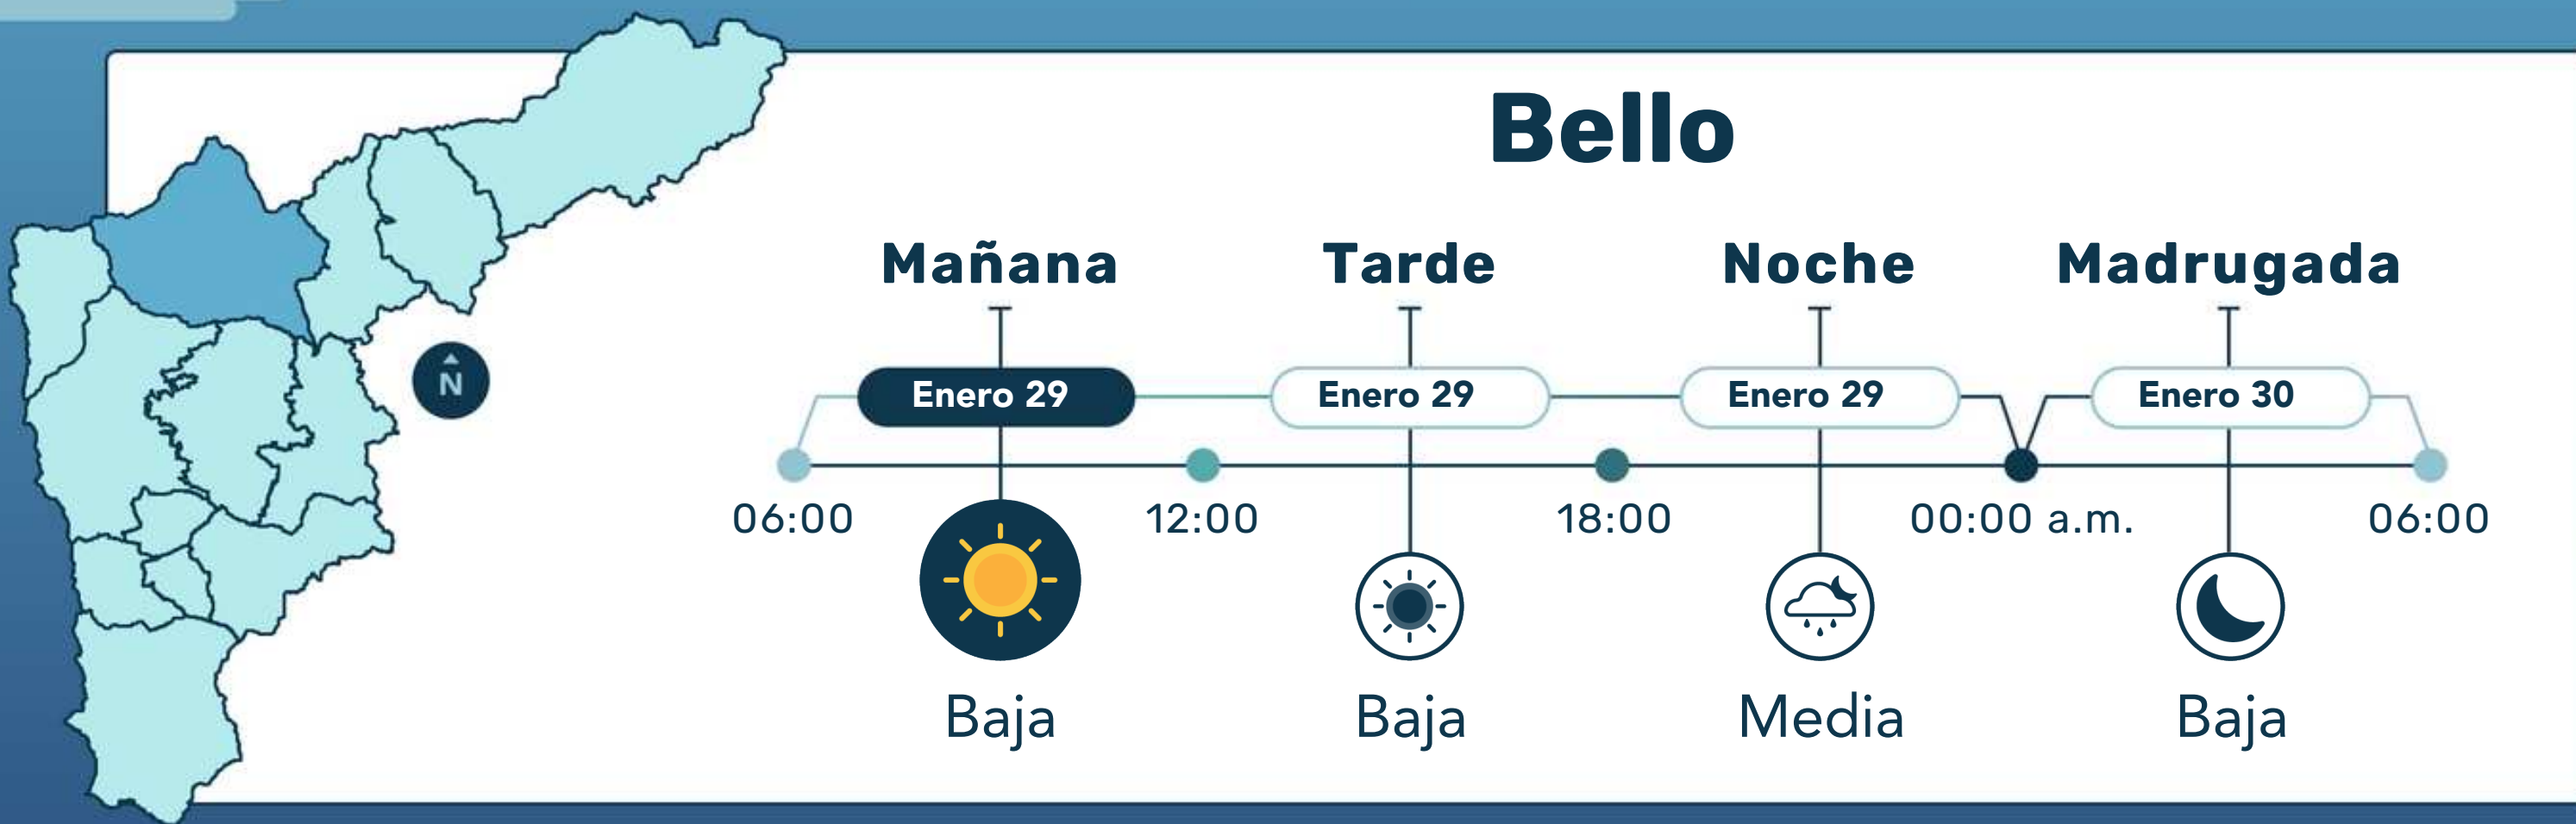 Bello
Mañana Tarde Noche Madrugada
N
Enero 29 Enero 29 Enero 29 Enero 30
06:00 12:00 18:00 00:00 a.m. 06:00
Baja Baja Media Baja